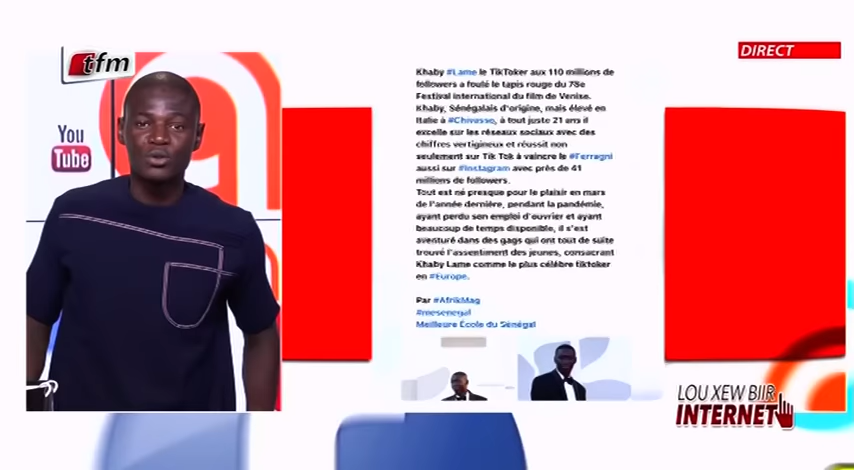 tfm
DIRECT
You
Tube
Khaby #Lame le TikToker aux 110 millions de
followers a foulé le tapis rouge du 78e
Festival international du film de Venise.
Khaby, Sénégalais d'origine, mais élevé en
Italie à #Chivasso, à tout juste 21 ans il
excelle sur les réseaux sociaux avec des
chiffres vertigineux et réussit non
seulement sur Tik Tok à vaincre le #Ferragni
aussi sur #Instagram avec près de 41
millions de followers.
Tout est né presque pour le plaisir en mars
de l'année dernière, pendant la pandémie,
ayant perdu son emploi d'ouvrier et ayant
beaucoup de temps disponible, il s'est
aventuré dans des gags qui ont tout de suite
trouvé l'assentiment des jeunes, consacrant
Khaby Lame comme le plus célèbre tiktoker
en #Europe.
Par #AfrikMag
#mesenegal
Meilleure École du Sénégal
LOU XEW BIIR
INTERNET